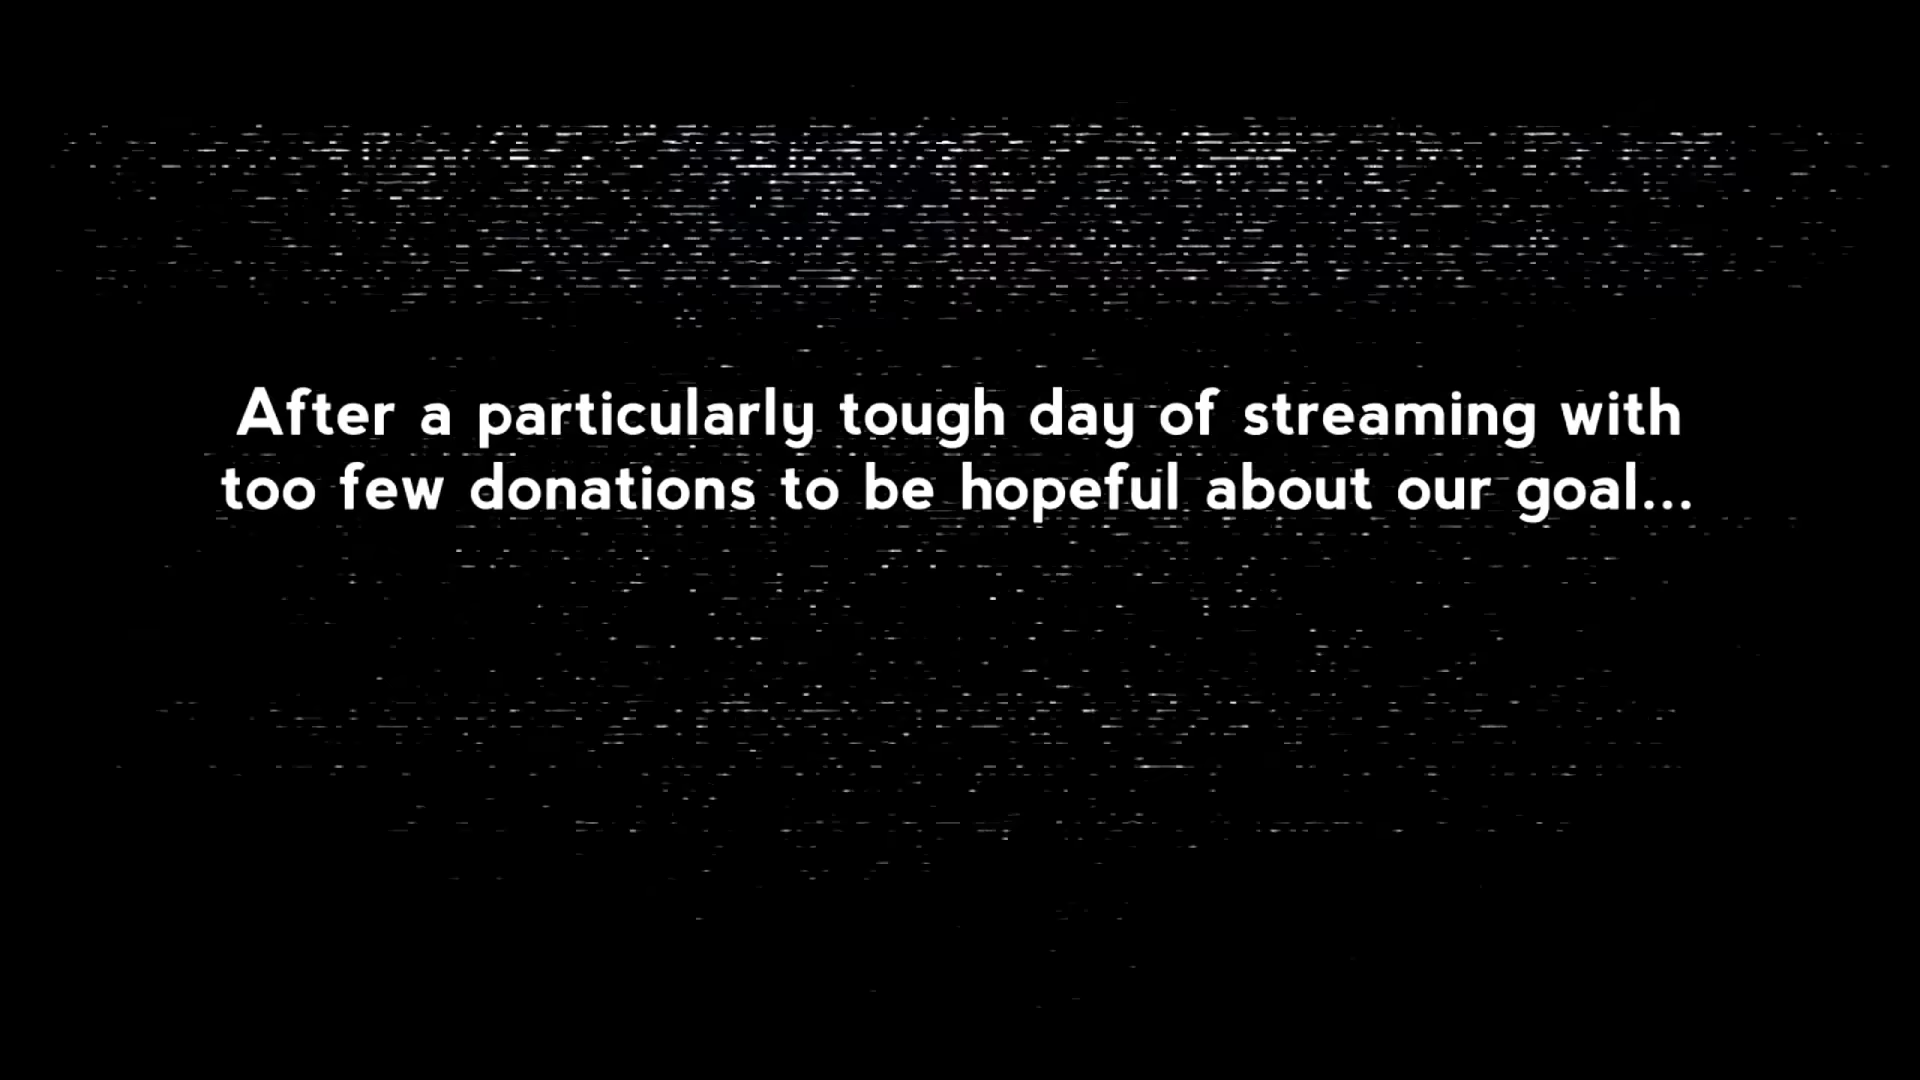 After a particularly tough day of streaming with
too few donations to be hopeful about our goal...